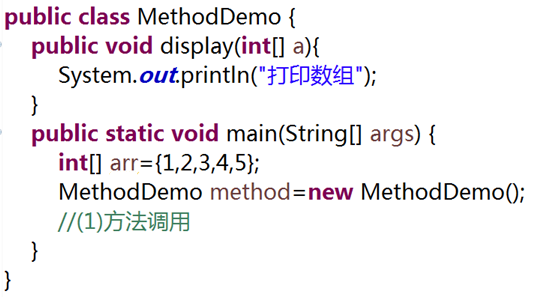 public class MethodDemo {
public void display(int[] a){
System.out.println("打印数组");
}
public static void main(String[] args) {
int[] arr={1,2,3,4,5};
MethodDemo method=new MethodDemo();
//(1)方法调用
}
}